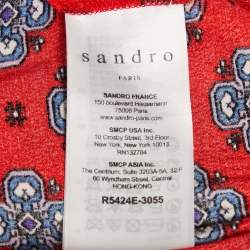 sandro
PARIS
SANDRO FRANCE
150 boulevard Haussmann
75008 Paris
www.sandro-paris.com
SMCP USA Inc.
10 Crosby Street, 3rd Floor
New York, New York 10013
RN132784
SMCP ASIA Inc.
The Centrium, Suite 3203A-5A, 32 F
60 Wyndham Street, Central
HONG-KONG
R5424E-3055